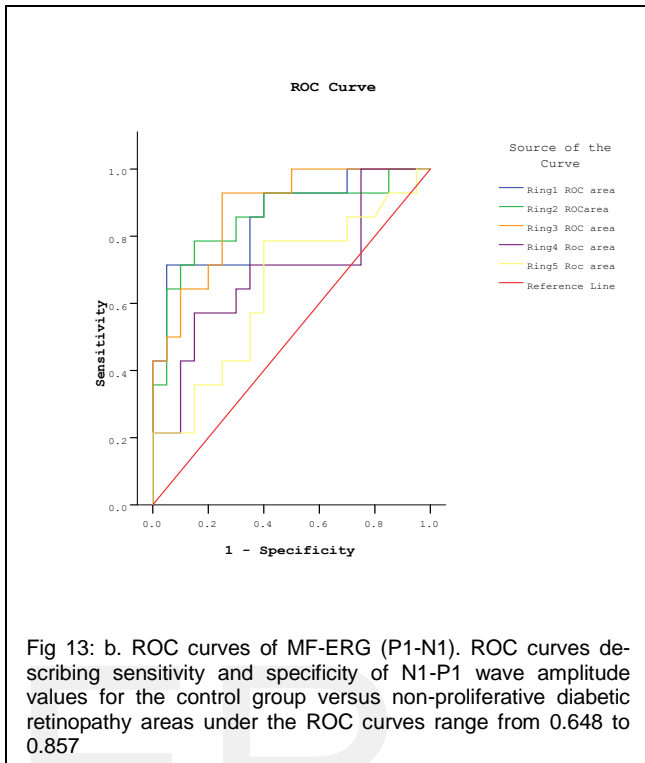 ROC Curve
Source of the
Curve
Ring1 ROC area
Ring2 ROCarea
Ring3 ROC area
Ring4 Roc area
Ring5 Roc area
Reference Line
1.0
0.8
0.6
0.4
0.2
0.0
Sensitivity
0.0 0.2 0.4 0.6 0.8 1.0
1 - Specificity
Fig 13: b. ROC curves of MF-ERG (P1-N1). ROC curves de-
scribing sensitivity and specificity of N1-P1 wave amplitude
values for the control group versus non-proliferative diabetic
retinopathy areas under the ROC curves range from 0.648 to
0.857